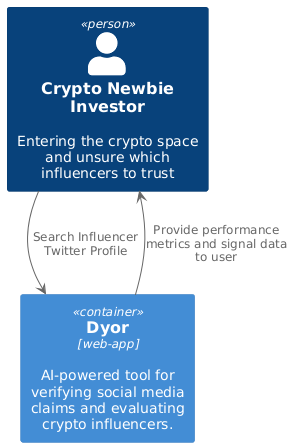 «person»
Crypto Newbie
Investor
Entering the crypto space
and unsure which
influencers to trust
Search Influencer
Twitter Profile
Provide performance
metrics and signal data
to user
«container»
Dyor
[web-app]
AI-powered tool for
verifying social media
claims and evaluating
crypto influencers.